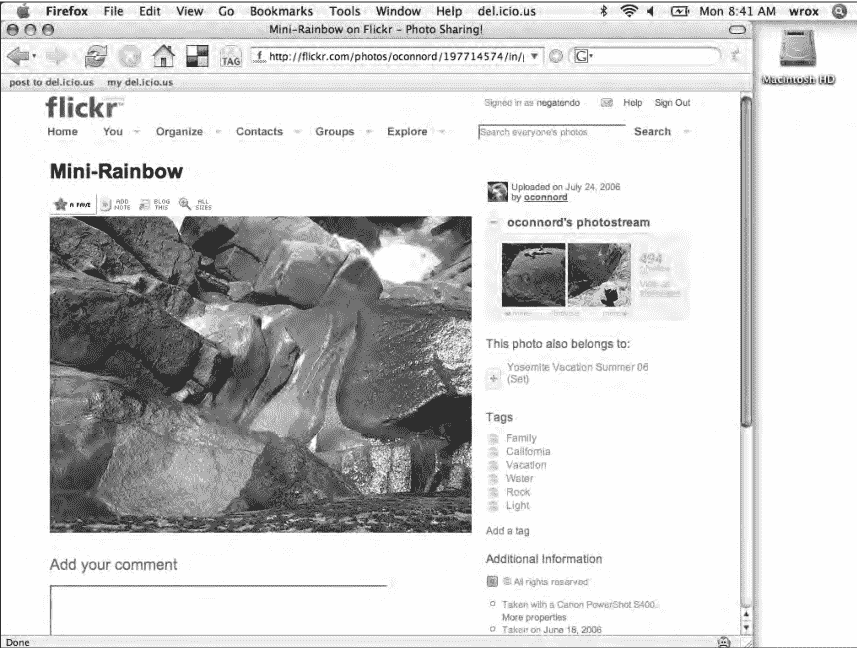 Firefox File Edit View Go Bookmarks Tools Window Help del.icio.us Mon 8:41 AM wrox
Mini-Rainbow on Flickr – Photo Sharing!
TAG
f. http://flickr.com/photos/oconnord/197714574/in/
G
post to del.icio.us my del.icio.us
Macintosh HD
flickr
Signed in as negatendo Help Sign Out
Home You Organize Contacts Groups Explore
Search everyone's photos Search
Mini-Rainbow
A FAVE ADD NOTE BLOG THIS ALL SIZES
Uploaded on July 24, 2006
by oconnord
oconnord's photostream
494
photos
This photo also belongs to:
Yosemite Vacation Summer 06
(Set)
Tags
Family
California
Vacation
Water
Rock
Light
Add a tag
Additional Information
© All rights reserved
Taken with a Canon PowerShot S400.
More properties
Taken on June 18, 2006
Add your comment
Done